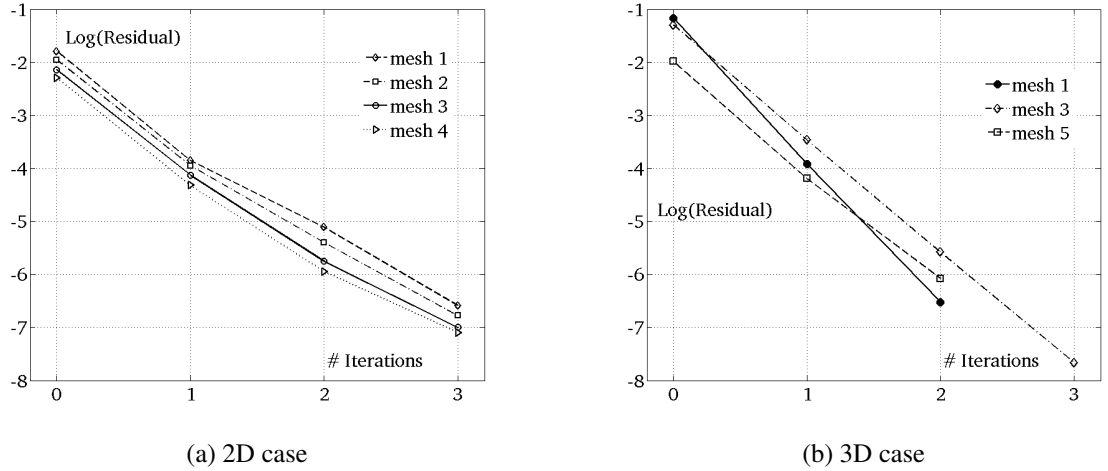 -1
-2
-3
-4
-5
-6
-7
-8
Log(Residual)
mesh 1
mesh 2
mesh 3
mesh 4
# Iterations
0 1 2 3
(a) 2D case
-1
-2
-3
-4
-5
-6
-7
-8
mesh 1
mesh 3
mesh 5
Log(Residual)
# Iterations
0 1 2 3
(b) 3D case